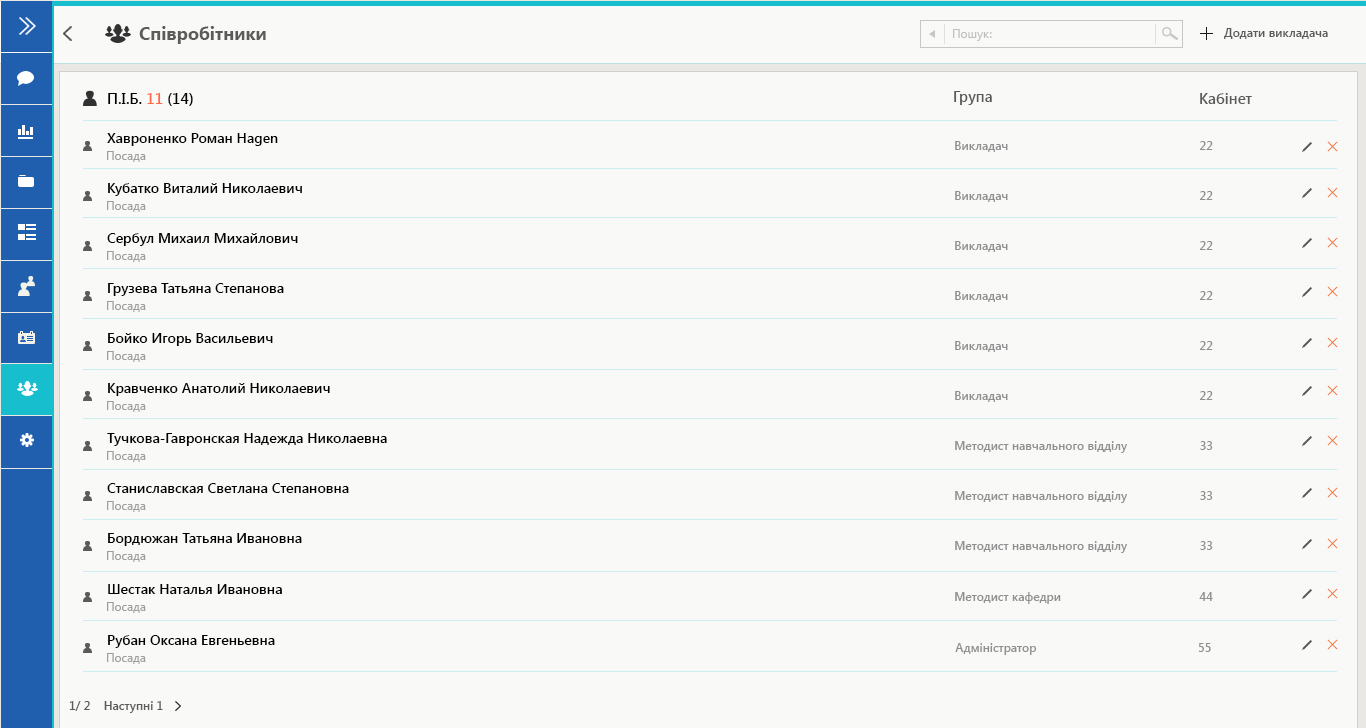 Співробітники
Пошук:
Додати викладача
П.І.Б. 11 (14) Група Кабінет
Хавроненко Роман Hagen
Посада Викладач 22
Кубатко Виталий Николаевич
Посада Викладач 22
Сербул Михаил Михайлович
Посада Викладач 22
Грузева Татьяна Степанова
Посада Викладач 22
Бойко Игорь Васильевич
Посада Викладач 22
Кравченко Анатолий Николаевич
Посада Викладач 22
Тучкова-Гавронская Надежда Николаевна
Посада Методист навчального відділу 33
Станиславская Светлана Степановна
Посада Методист навчального відділу 33
Бордюжан Татьяна Ивановна
Посада Методист навчального відділу 33
Шестак Наталья Ивановна
Посада Методист кафедри 44
Рубан Оксана Евгеньевна
Посада Адміністратор 55
1/ 2 Наступні 1